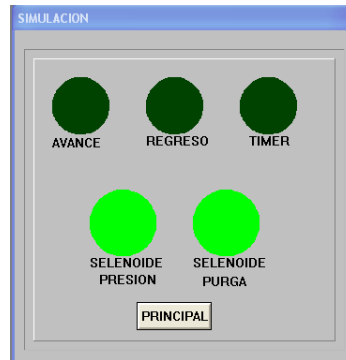 SIMULACION
AVANCE REGRESO TIMER
SELENOIDE SELENOIDE
PRESION PURGA
PRINCIPAL